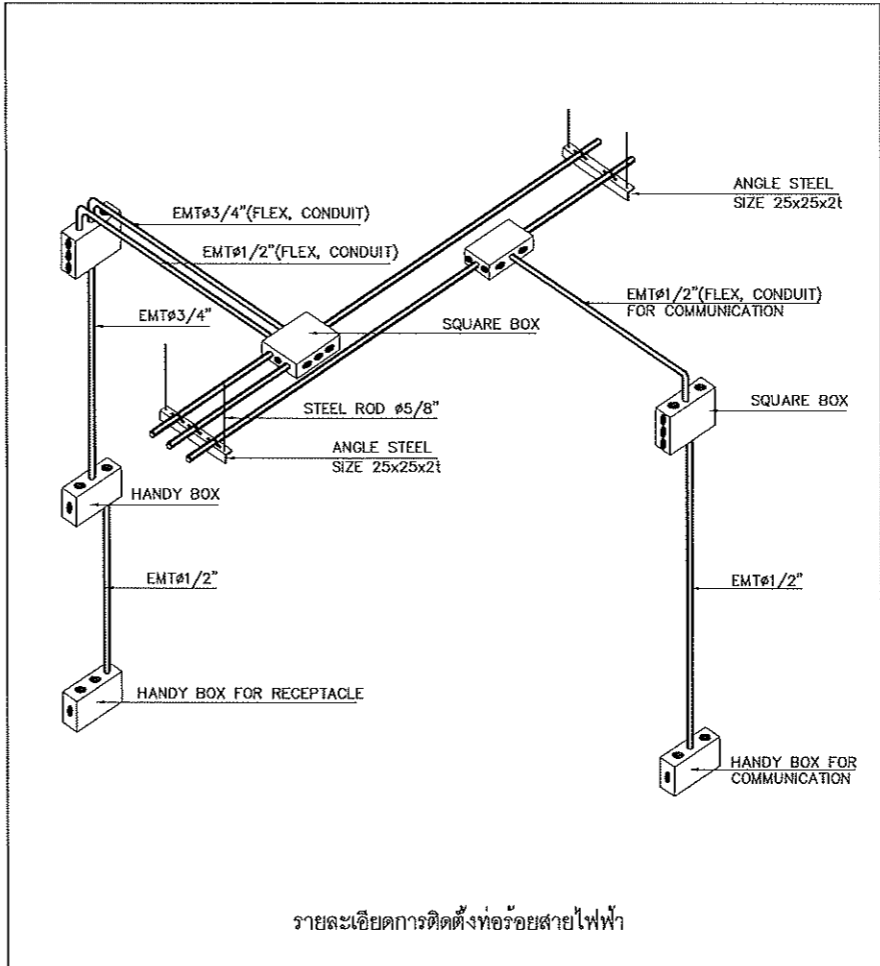 ANGLE STEEL
SIZE 25x25x2t
EMTø3/4"(FLEX, CONDUIT)
EMTø1/2"(FLEX, CONDUIT)
EMTø1/2"(FLEX, CONDUIT)
FOR COMMUNICATION
EMTø3/4"
SQUARE BOX
SQUARE BOX
STEEL ROD ø5/8"
ANGLE STEEL
SIZE 25x25x2t
HANDY BOX
EMTø1/2"
EMTø1/2"
HANDY BOX FOR RECEPTACLE
HANDY BOX FOR
COMMUNICATION
รายละเอียดการติดตั้งท่อร้อยสายไฟฟ้า